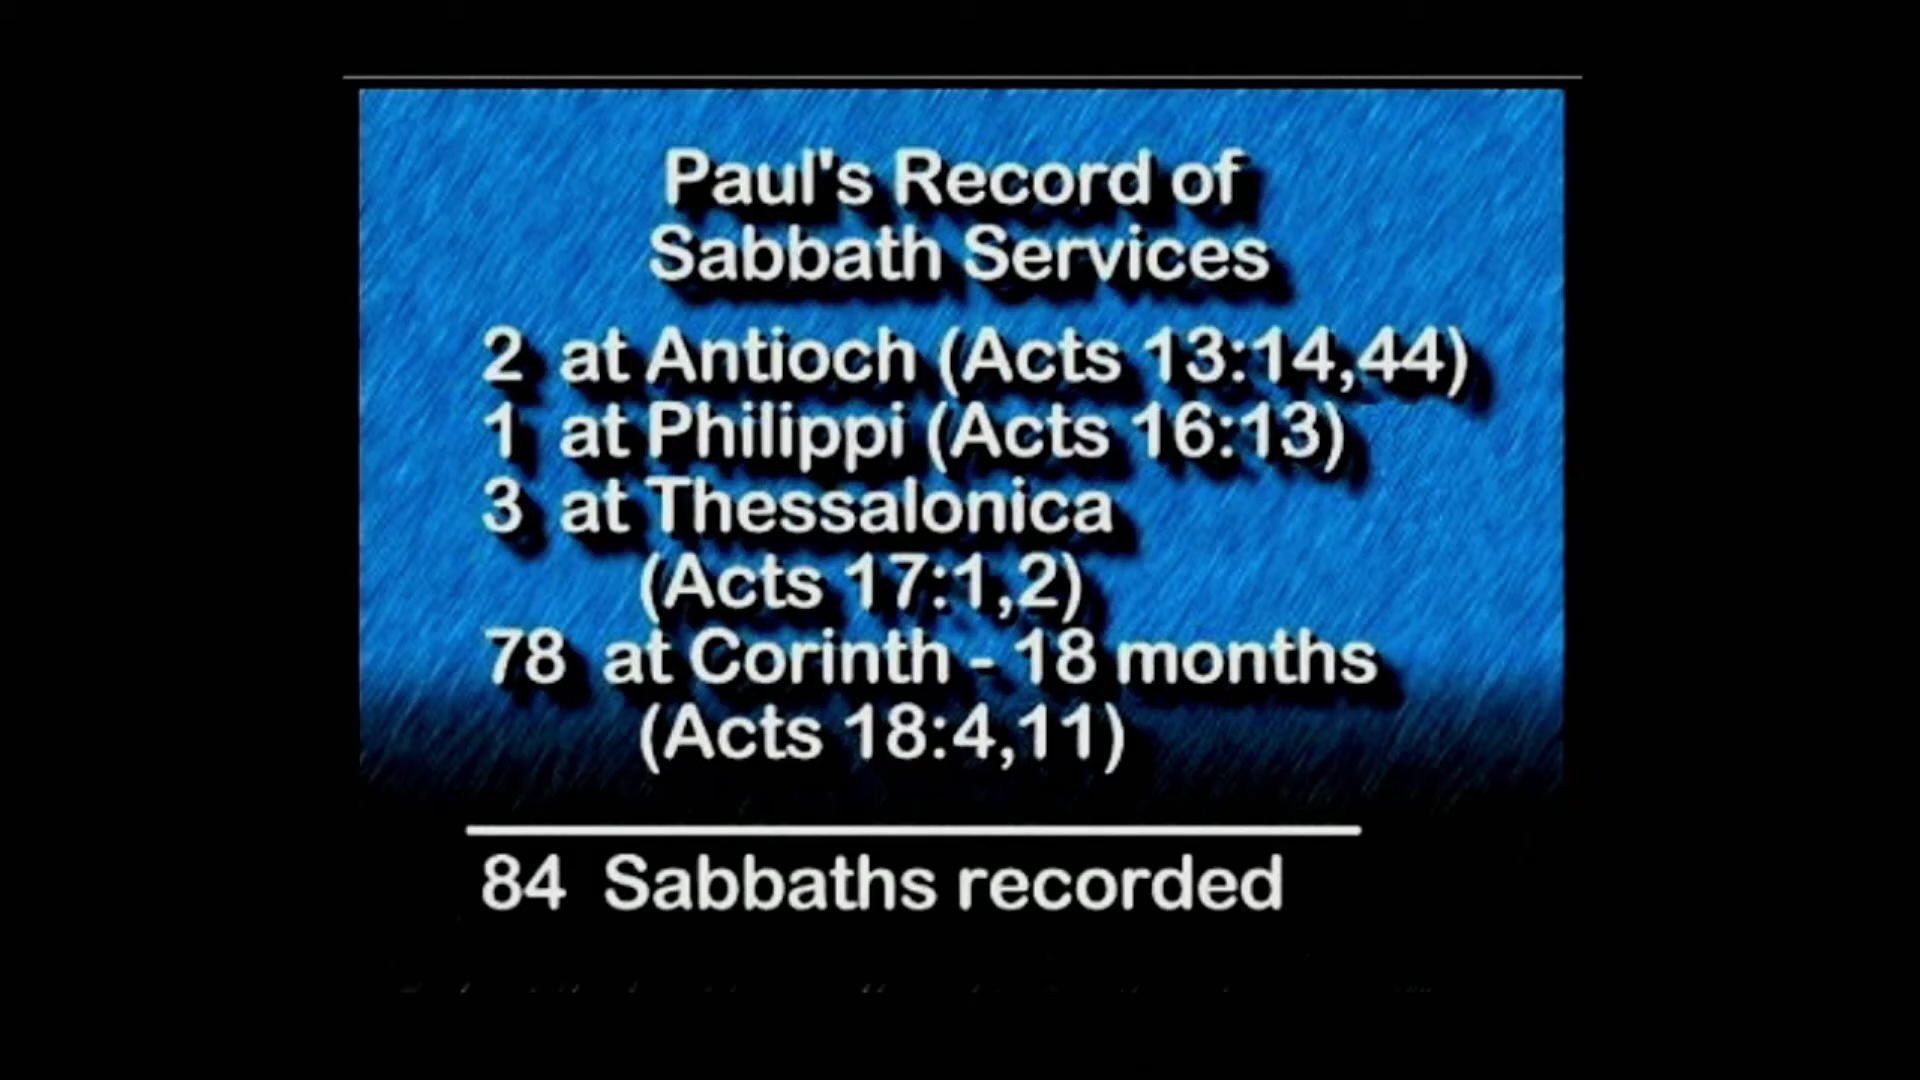 Paul's Record of
Sabbath Services
2 at Antioch (Acts 13:14,44)
1 at Philippi (Acts 16:13)
3 at Thessalonica
(Acts 17:1,2)
78 at Corinth - 18 months
(Acts 18:4,11)
84 Sabbaths recorded